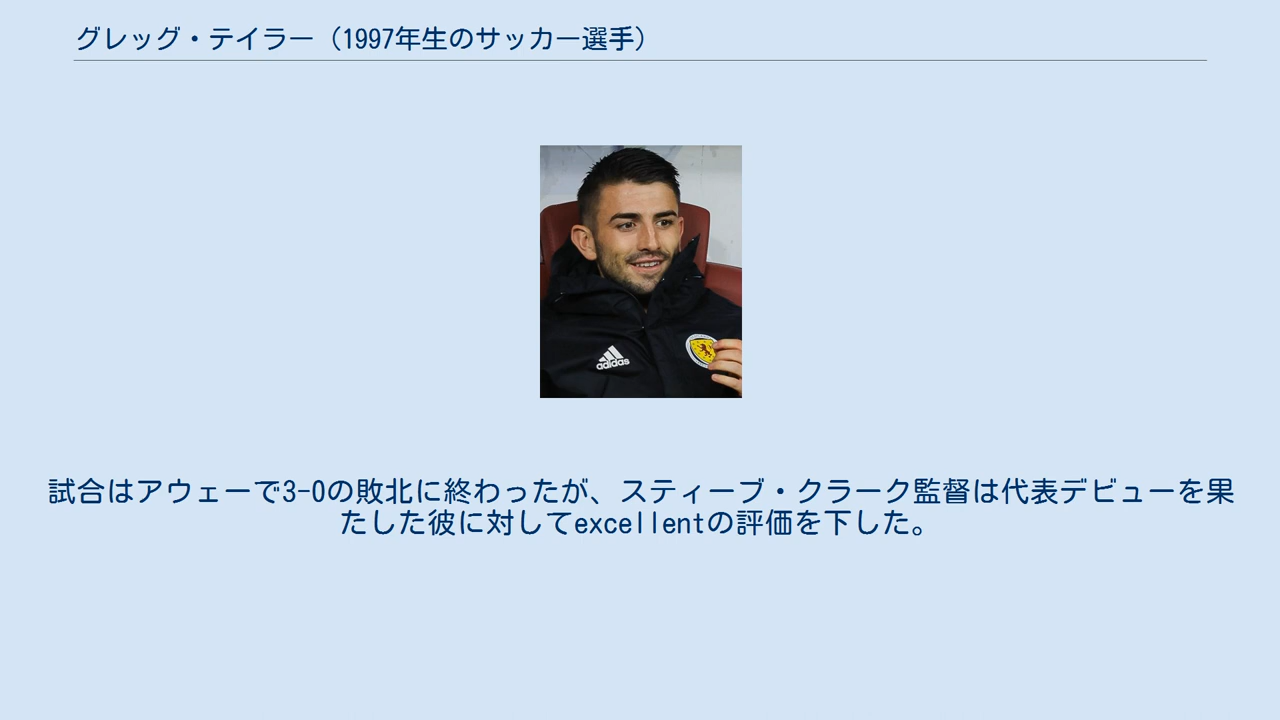 グレッグ・テイラー（1997年生のサッカー選手）
adidas
試合はアウェーで3-0の敗北に終わったが、スティーブ・クラーク監督は代表デビューを果
たした彼に対してexcellentの評価を下した。